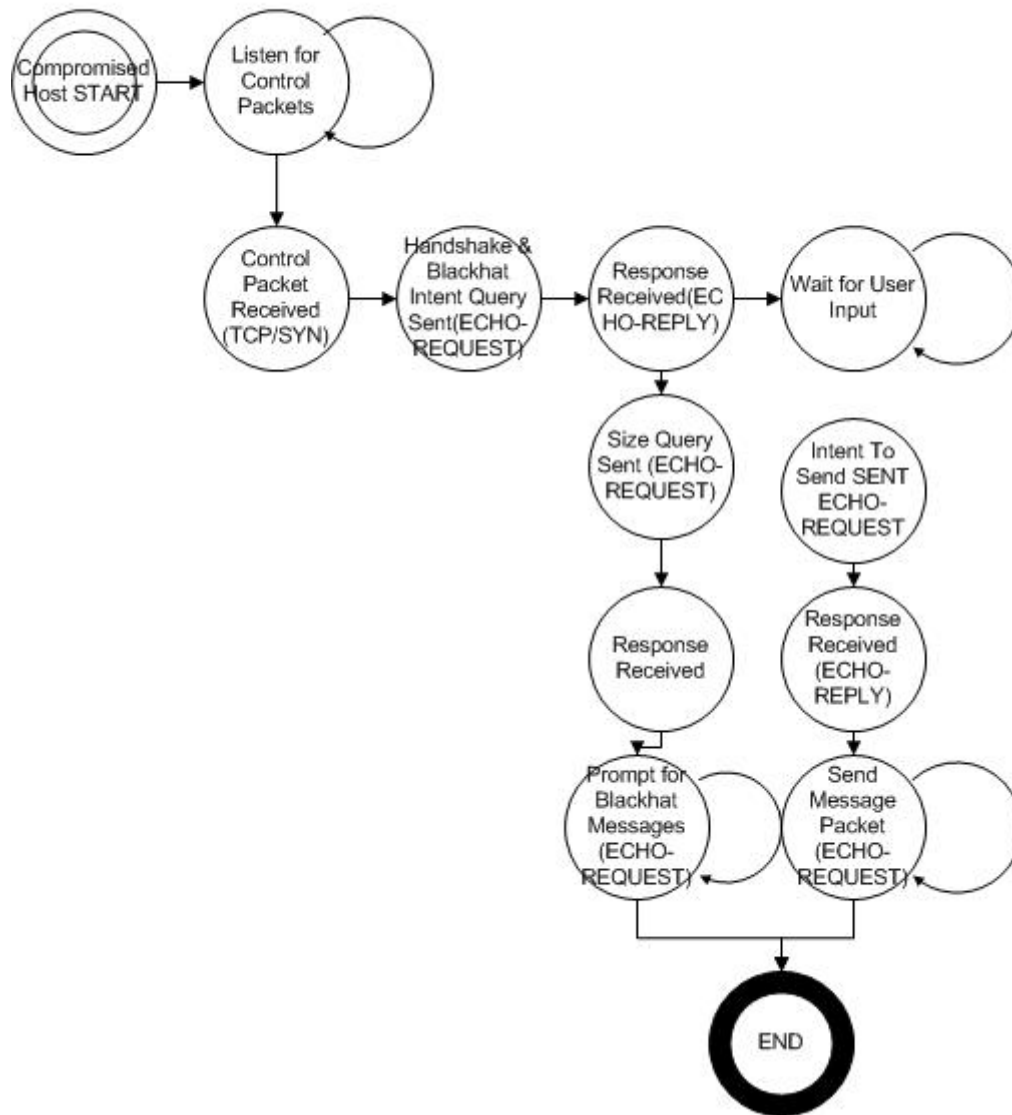 Compromised
Host START
Listen for
Control
Packets
Control
Packet
Received
(TCP/SYN)
Handshake &
Blackhat
Intent Query
Sent(ECHO-
REQUEST)
Response
Received(EC
HO-REPLY)
Wait for User
Input
Size Query
Sent (ECHO-
REQUEST)
Intent To
Send SENT
ECHO-
REQUEST
Response
Received
Response
Received
(ECHO-
REPLY)
Prompt for
Blackhat
Messages
(ECHO-
REQUEST)
Send
Message
Packet
(ECHO-
REQUEST)
END